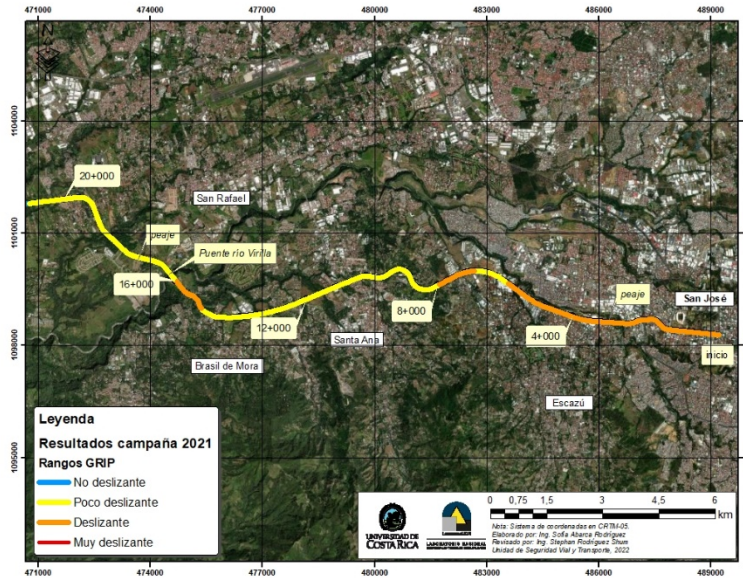 471000 474000 477000 480000 483000 486000 489000
1104000
1101000
1098000
1095000
20+000
San Rafael
peaje
Puente río Virilla
16+000
12+000
8+000
peaje
San José
4+000
Santa Ana
inicio
Brasil de Mora
Escazú
Leyenda
Resultados campaña 2021
Rangos GRIP
No deslizante
Poco deslizante
Deslizante
Muy deslizante
UNIVERSIDAD DE
COSTA RICA
LABORATORIO NACIONAL
0 0,75 1,5 3 4,5 6
km
Nota: Sistema de coordenadas en CRTM-05.
Elaborado por: Ing. Sofía Abarca Rodríguez
Revisado por: Ing. Stephan Rodríguez Shum
Unidad de Seguridad Vial y Transporte, 2022